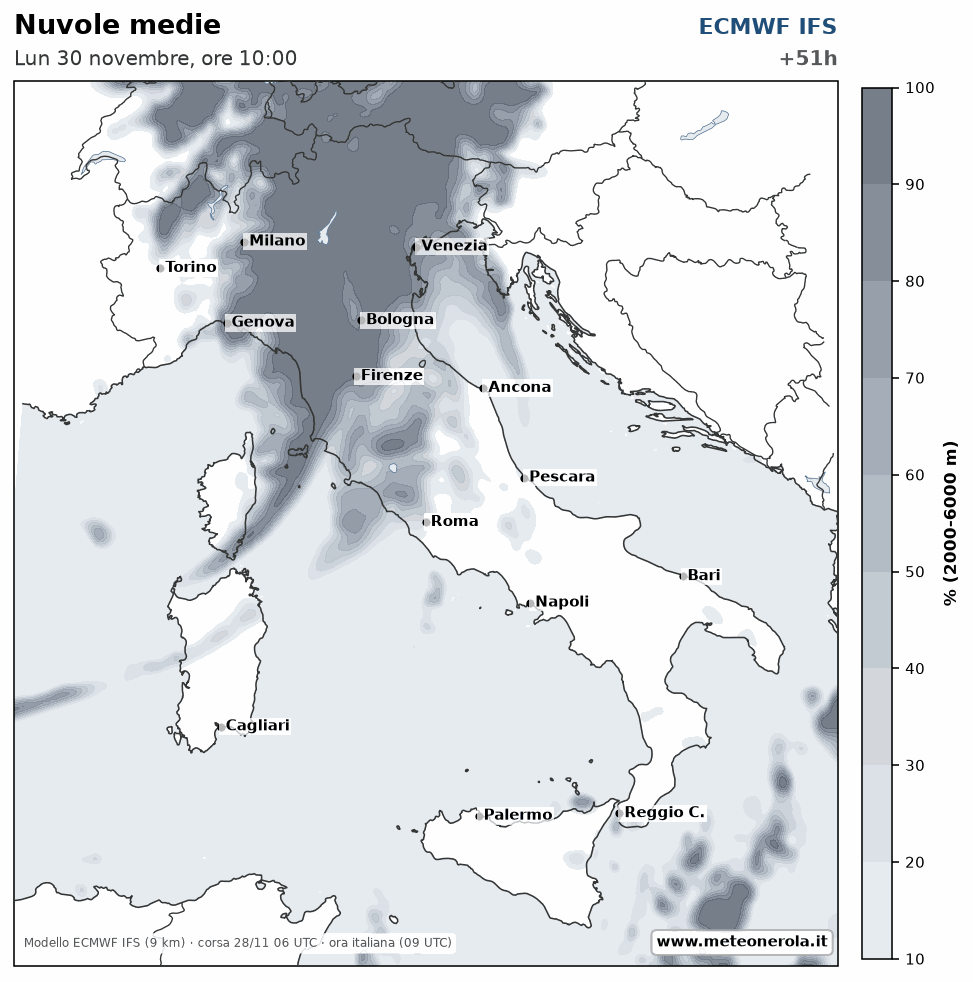 Nuvole medie
ECMWF IFS
Lun 30 novembre, ore 10:00
+51h
Milano
Venezia
Torino
Genova
Bologna
Firenze
Ancona
Pescara
Roma
Bari
Napoli
Cagliari
Palermo
Reggio C.
Modello ECMWF IFS (9 km) · corsa 28/11 06 UTC · ora italiana (09 UTC)
www.meteonerola.it
100
90
80
70
60
50
40
30
20
10
% (2000-6000 m)